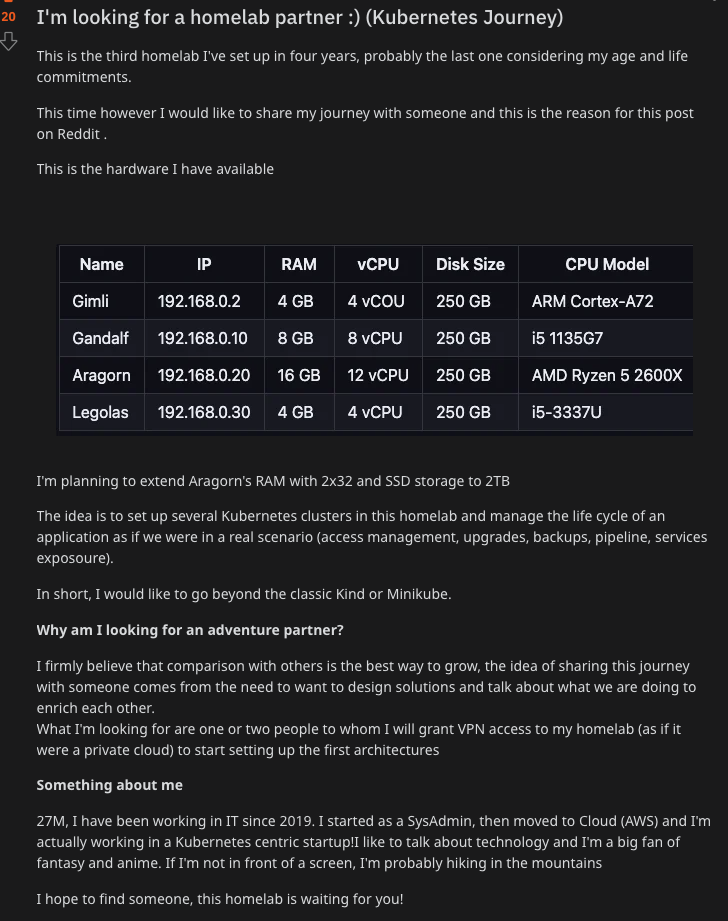 20
I'm looking for a homelab partner :) (Kubernetes Journey)
This is the third homelab I've set up in four years, probably the last one considering my age and life
commitments.
This time however I would like to share my journey with someone and this is the reason for this post
on Reddit .
This is the hardware I have available
Name IP RAM vCPU Disk Size CPU Model
Gimli 192.168.0.2 4 GB 4 vCOU 250 GB ARM Cortex-A72
Gandalf 192.168.0.10 8 GB 8 vCPU 250 GB i5 1135G7
Aragorn 192.168.0.20 16 GB 12 vCPU 250 GB AMD Ryzen 5 2600X
Legolas 192.168.0.30 4 GB 4 vCPU 250 GB i5-3337U
I'm planning to extend Aragorn's RAM with 2x32 and SSD storage to 2TB
The idea is to set up several Kubernetes clusters in this homelab and manage the life cycle of an
application as if we were in a real scenario (access management, upgrades, backups, pipeline, services
exposoure).
In short, I would like to go beyond the classic Kind or Minikube.
Why am I looking for an adventure partner?
I firmly believe that comparison with others is the best way to grow, the idea of sharing this journey
with someone comes from the need to want to design solutions and talk about what we are doing to
enrich each other.
What I'm looking for are one or two people to whom I will grant VPN access to my homelab (as if it
were a private cloud) to start setting up the first architectures
Something about me
27M, I have been working in IT since 2019. I started as a SysAdmin, then moved to Cloud (AWS) and I'm
actually working in a Kubernetes centric startup!I like to talk about technology and I'm a big fan of
fantasy and anime. If I'm not in front of a screen, I'm probably hiking in the mountains
I hope to find someone, this homelab is waiting for you!